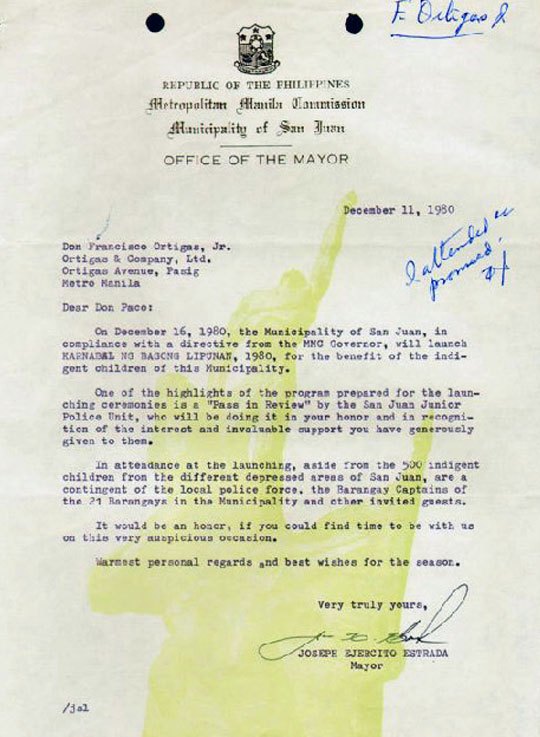 F. Ortigas J
REPUBLIC OF THE PHILIPPINES
Metropolitan Manila Commission
Municipality of San Juan
OFFICE OF THE MAYOR
December 11, 1980
I attended as
promised.
Don Francisco Ortigas, Jr.
Ortigas & Company, Ltd.
Ortigas Avenue, Pasig
Metro Manila
Dear Don Paco:
On December 16, 1980, the Municipality of San Juan, in
compliance with a directive from the MMC Governor, will launch
KARNABAL NG BAGONG LIPUNAN, 1980, for the benefit of the indi-
gent children of this Municipality.
One of the highlights of the program prepared for the laun-
ching ceremonies is a "Pass in Review" by the San Juan Junior
Police Unit, who will be doing it in your honor and in recogni-
tion of the interest and invaluable support you have generously
given to them.
In attendance at the launching, aside from the 500 indigent
children from the different depressed areas of San Juan, are a
contingent of the local police force, the Barangay Captains of
the 21 Barangays in the Municipality and other invited guests.
It would be an honor, if you could find time to be with us
on this very auspicious occasion.
Warmest personal regards and best wishes for the season.
Very truly yours,
JOSEPH EJERCITO ESTRADA
Mayor
/jol